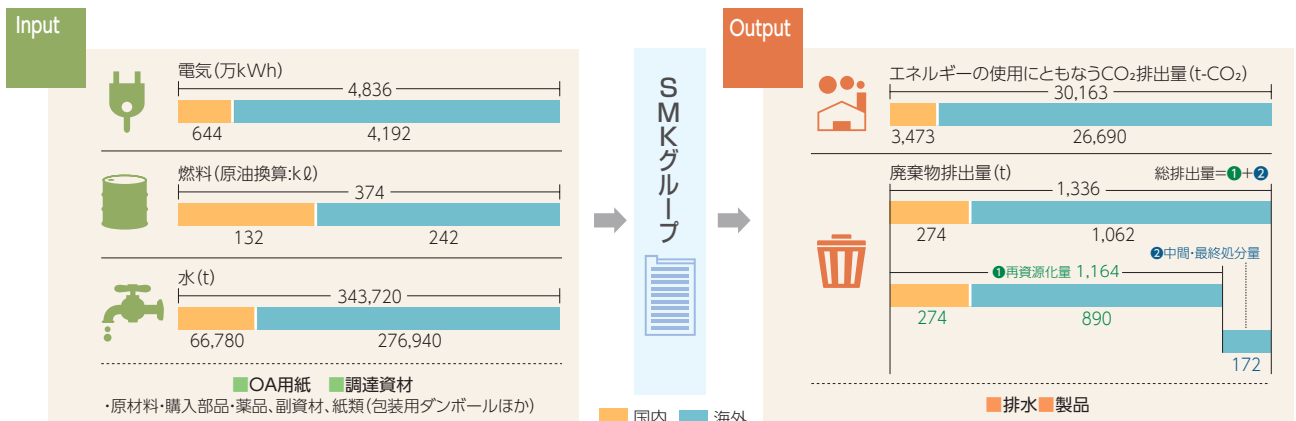 Input
電気(万kWh)
4,836
644
4,192
燃料(原油換算:kℓ)
374
132
242
水(t)
343,720
66,780
276,940
■OA用紙 ■調達資材
・原材料・購入部品・薬品、副資材、紙類(包装用ダンボールほか)
SMKグループ
国内 海外
Output
エネルギーの使用にともなうCO₂排出量(t-CO₂)
30,163
3,473
26,690
廃棄物排出量(t)
総排出量=❶+❷
1,336
274
1,062
❷中間・最終処分量
❶再資源化量 1,164
274
890
172
■排水■製品